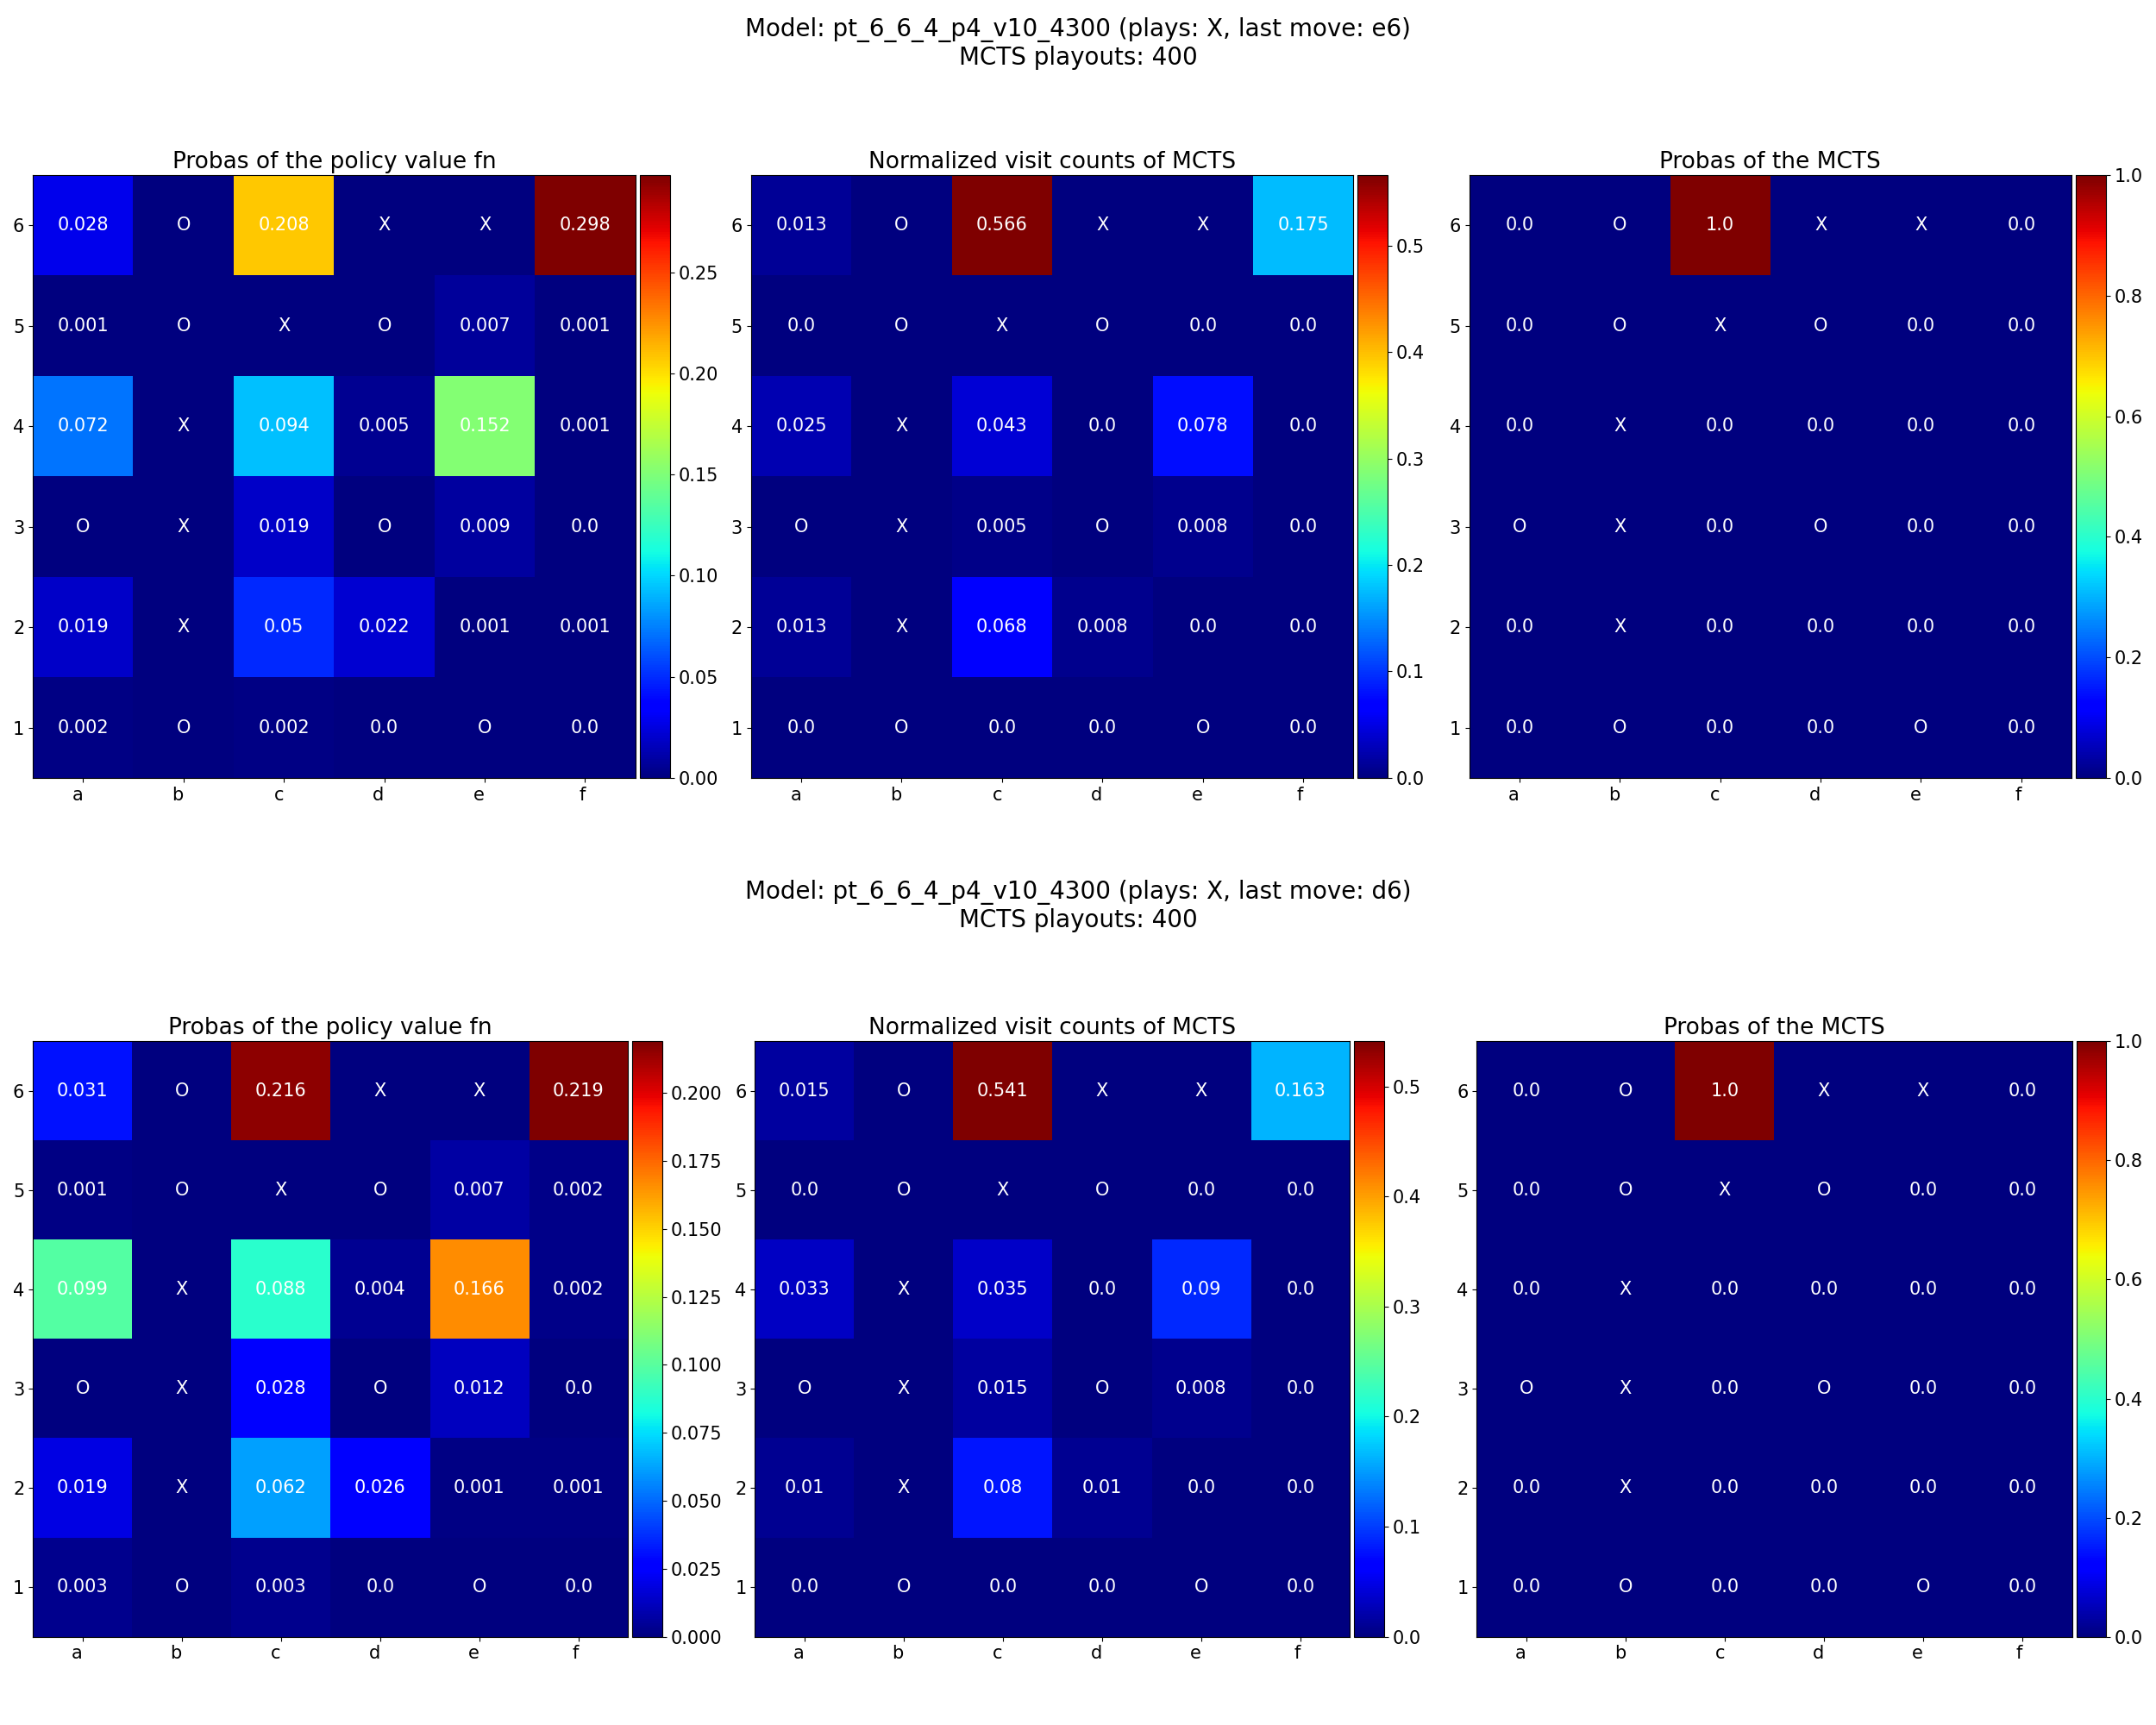 Model: pt_6_6_4_p4_v10_4300 (plays: X, last move: e6)
MCTS playouts: 400
Probas of the policy value fn
6 0.028 O 0.208 X X 0.298
5 0.001 O X O 0.007 0.001
4 0.072 X 0.094 0.005 0.152 0.001
3 O X 0.019 O 0.009 0.0
2 0.019 X 0.05 0.022 0.001 0.001
1 0.002 O 0.002 0.0 O 0.0
a b c d e f
0.25
0.20
0.15
0.10
0.05
0.00
Normalized visit counts of MCTS
6 0.013 O 0.566 X X 0.175
5 0.0 O X O 0.0 0.0
4 0.025 X 0.043 0.0 0.078 0.0
3 O X 0.005 O 0.008 0.0
2 0.013 X 0.068 0.008 0.0 0.0
1 0.0 O 0.0 0.0 O 0.0
a b c d e f
0.5
0.4
0.3
0.2
0.1
0.0
Probas of the MCTS
6 0.0 O 1.0 X X 0.0
5 0.0 O X O 0.0 0.0
4 0.0 X 0.0 0.0 0.0 0.0
3 O X 0.0 O 0.0 0.0
2 0.0 X 0.0 0.0 0.0 0.0
1 0.0 O 0.0 0.0 O 0.0
a b c d e f
1.0
0.8
0.6
0.4
0.2
0.0
Model: pt_6_6_4_p4_v10_4300 (plays: X, last move: d6)
MCTS playouts: 400
Probas of the policy value fn
6 0.031 O 0.216 X X 0.219
5 0.001 O X O 0.007 0.002
4 0.099 X 0.088 0.004 0.166 0.002
3 O X 0.028 O 0.012 0.0
2 0.019 X 0.062 0.026 0.001 0.001
1 0.003 O 0.003 0.0 O 0.0
a b c d e f
0.200
0.175
0.150
0.125
0.100
0.075
0.050
0.025
0.000
Normalized visit counts of MCTS
6 0.015 O 0.541 X X 0.163
5 0.0 O X O 0.0 0.0
4 0.033 X 0.035 0.0 0.09 0.0
3 O X 0.015 O 0.008 0.0
2 0.01 X 0.08 0.01 0.0 0.0
1 0.0 O 0.0 0.0 O 0.0
a b c d e f
0.5
0.4
0.3
0.2
0.1
0.0
Probas of the MCTS
6 0.0 O 1.0 X X 0.0
5 0.0 O X O 0.0 0.0
4 0.0 X 0.0 0.0 0.0 0.0
3 O X 0.0 O 0.0 0.0
2 0.0 X 0.0 0.0 0.0 0.0
1 0.0 O 0.0 0.0 O 0.0
a b c d e f
1.0
0.8
0.6
0.4
0.2
0.0